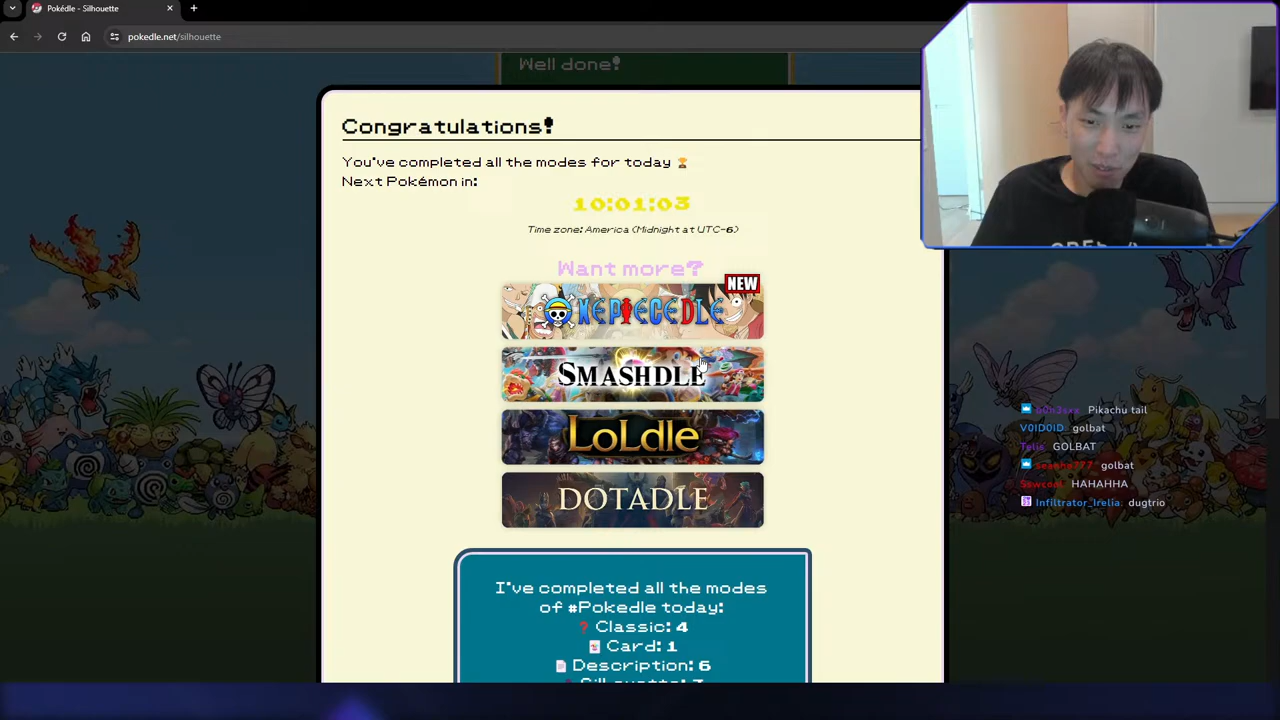 Pokédle - Silhouette
pokedle.net/silhouette
Well done!
Congratulations!
You've completed all the modes for today 🏆
Next Pokémon in:
10:01:03
Time zone: America (Midnight at UTC-6)
Want more?
NEW
ONEPIECEDLE
SMASHDLE
LoLdle
DOTADLE
I've completed all the modes
of #Pokedle today:
❓ Classic: 4
🃏 Card: 1
📄 Description: 6
Pikachu tail
V0ID0ID golbat
Telis GOLBAT
golbat
Sswcool HAHAHHA
Infiltrator_Irelia: dugtrio